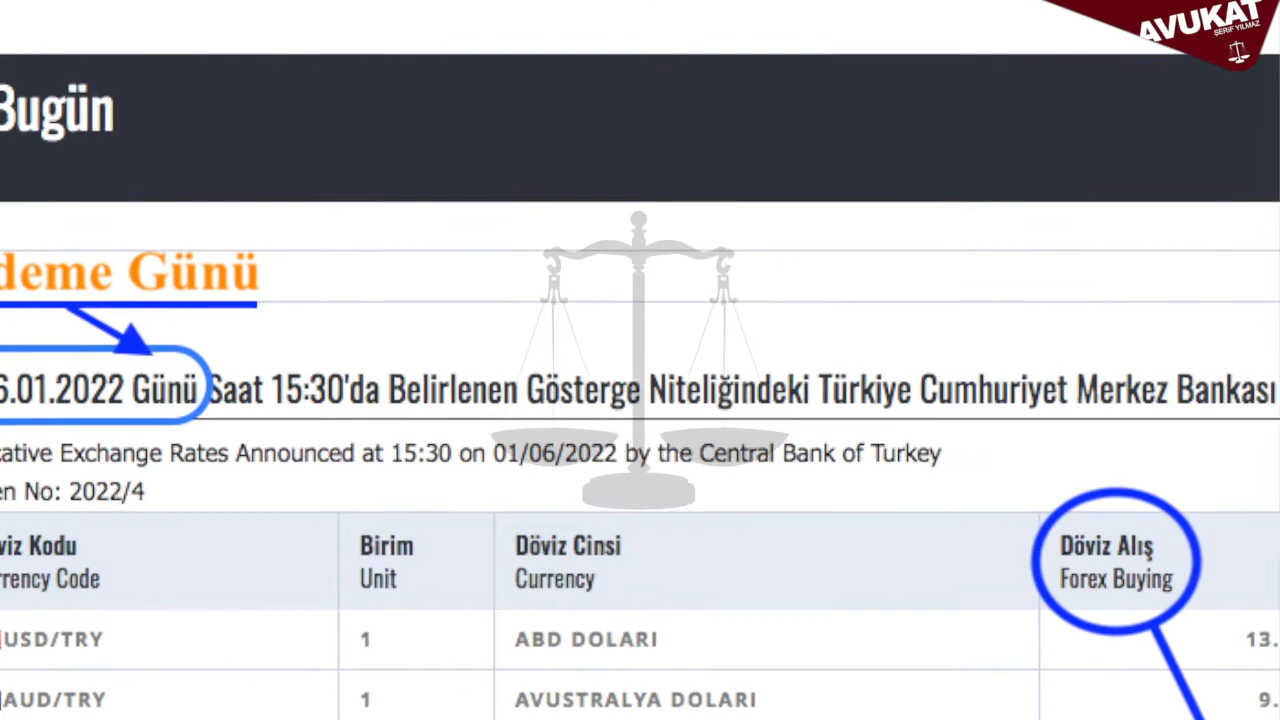 AVUKAT
ŞERİF YILMAZ
Bugün
deme Günü
6.01.2022 Günü Saat 15:30'da Belirlenen Gösterge Niteliğindeki Türkiye Cumhuriyet Merkez Bankası
cative Exchange Rates Announced at 15:30 on 01/06/2022 by the Central Bank of Turkey
en No: 2022/4
viz Kodu Birim Döviz Cinsi Döviz Alış
rrency Code Unit Currency Forex Buying
USD/TRY 1 ABD DOLARI 13.
AUD/TRY 1 AVUSTRALYA DOLARI 9.